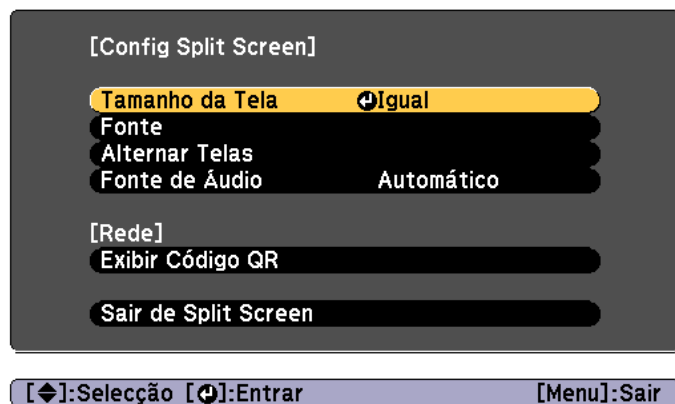 [Config Split Screen]
Tamanho da Tela Igual
Fonte
Alternar Telas
Fonte de Áudio Automático
[Rede]
Exibir Código QR
Sair de Split Screen
[◆]:Selecção [↵]:Entrar [Menu]:Sair